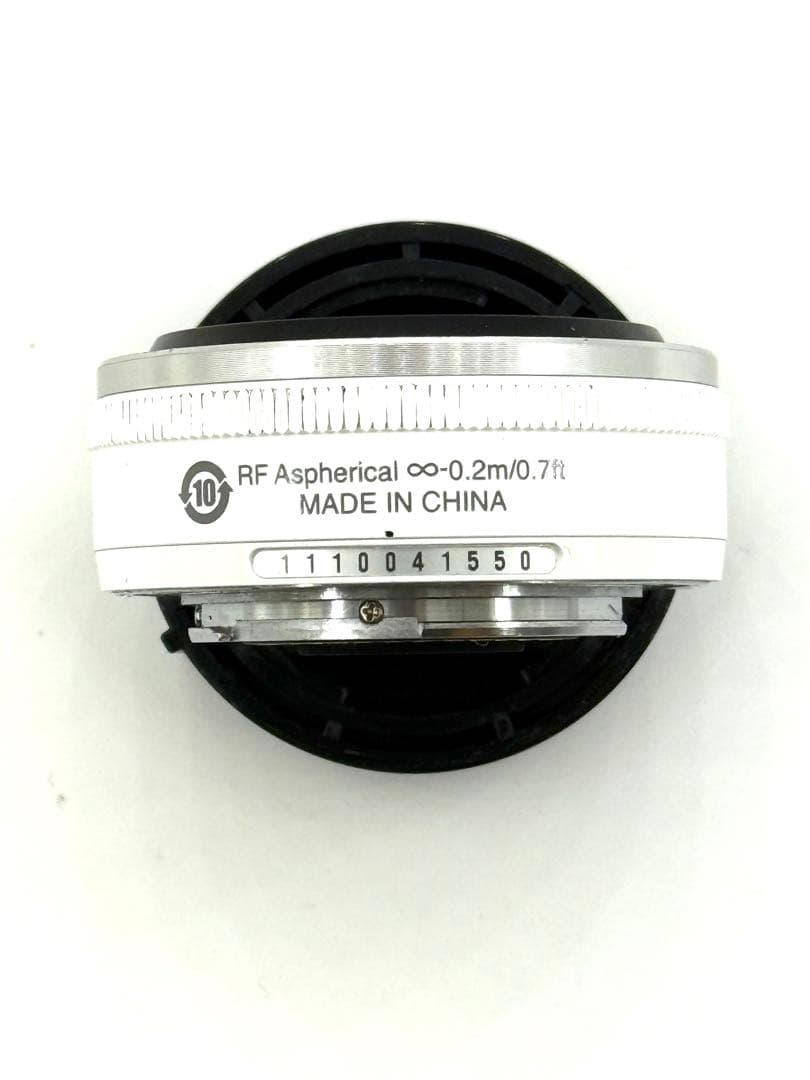 10 RF Aspherical ∞-0.2m/0.7ft
MADE IN CHINA
1110041550